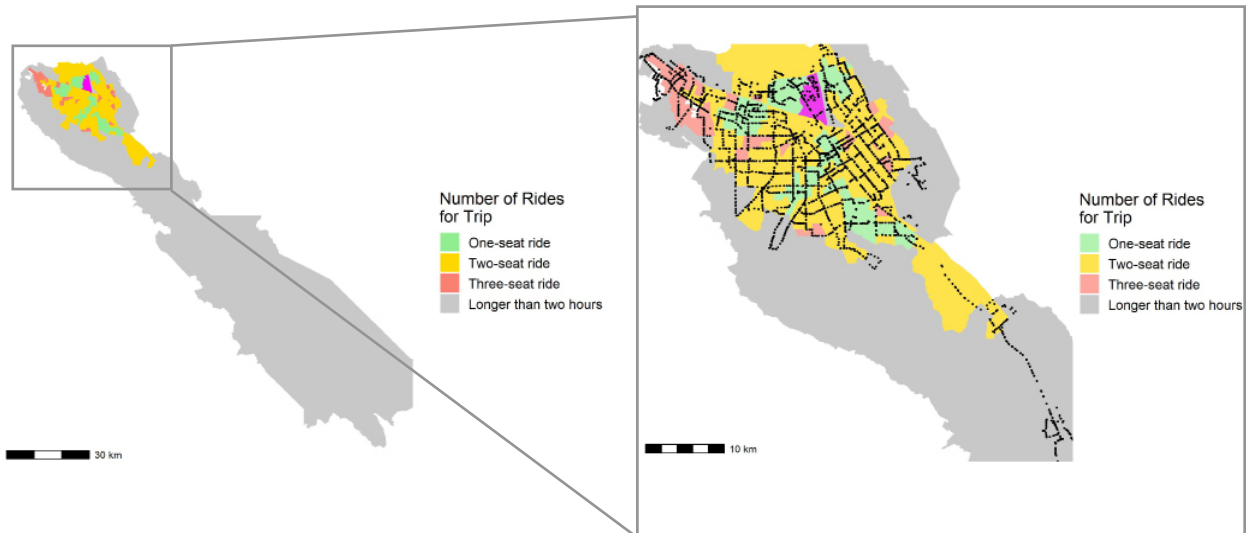 Number of Rides
for Trip
One-seat ride
Two-seat ride
Three-seat ride
Longer than two hours
30 km
Number of Rides
for Trip
One-seat ride
Two-seat ride
Three-seat ride
Longer than two hours
10 km